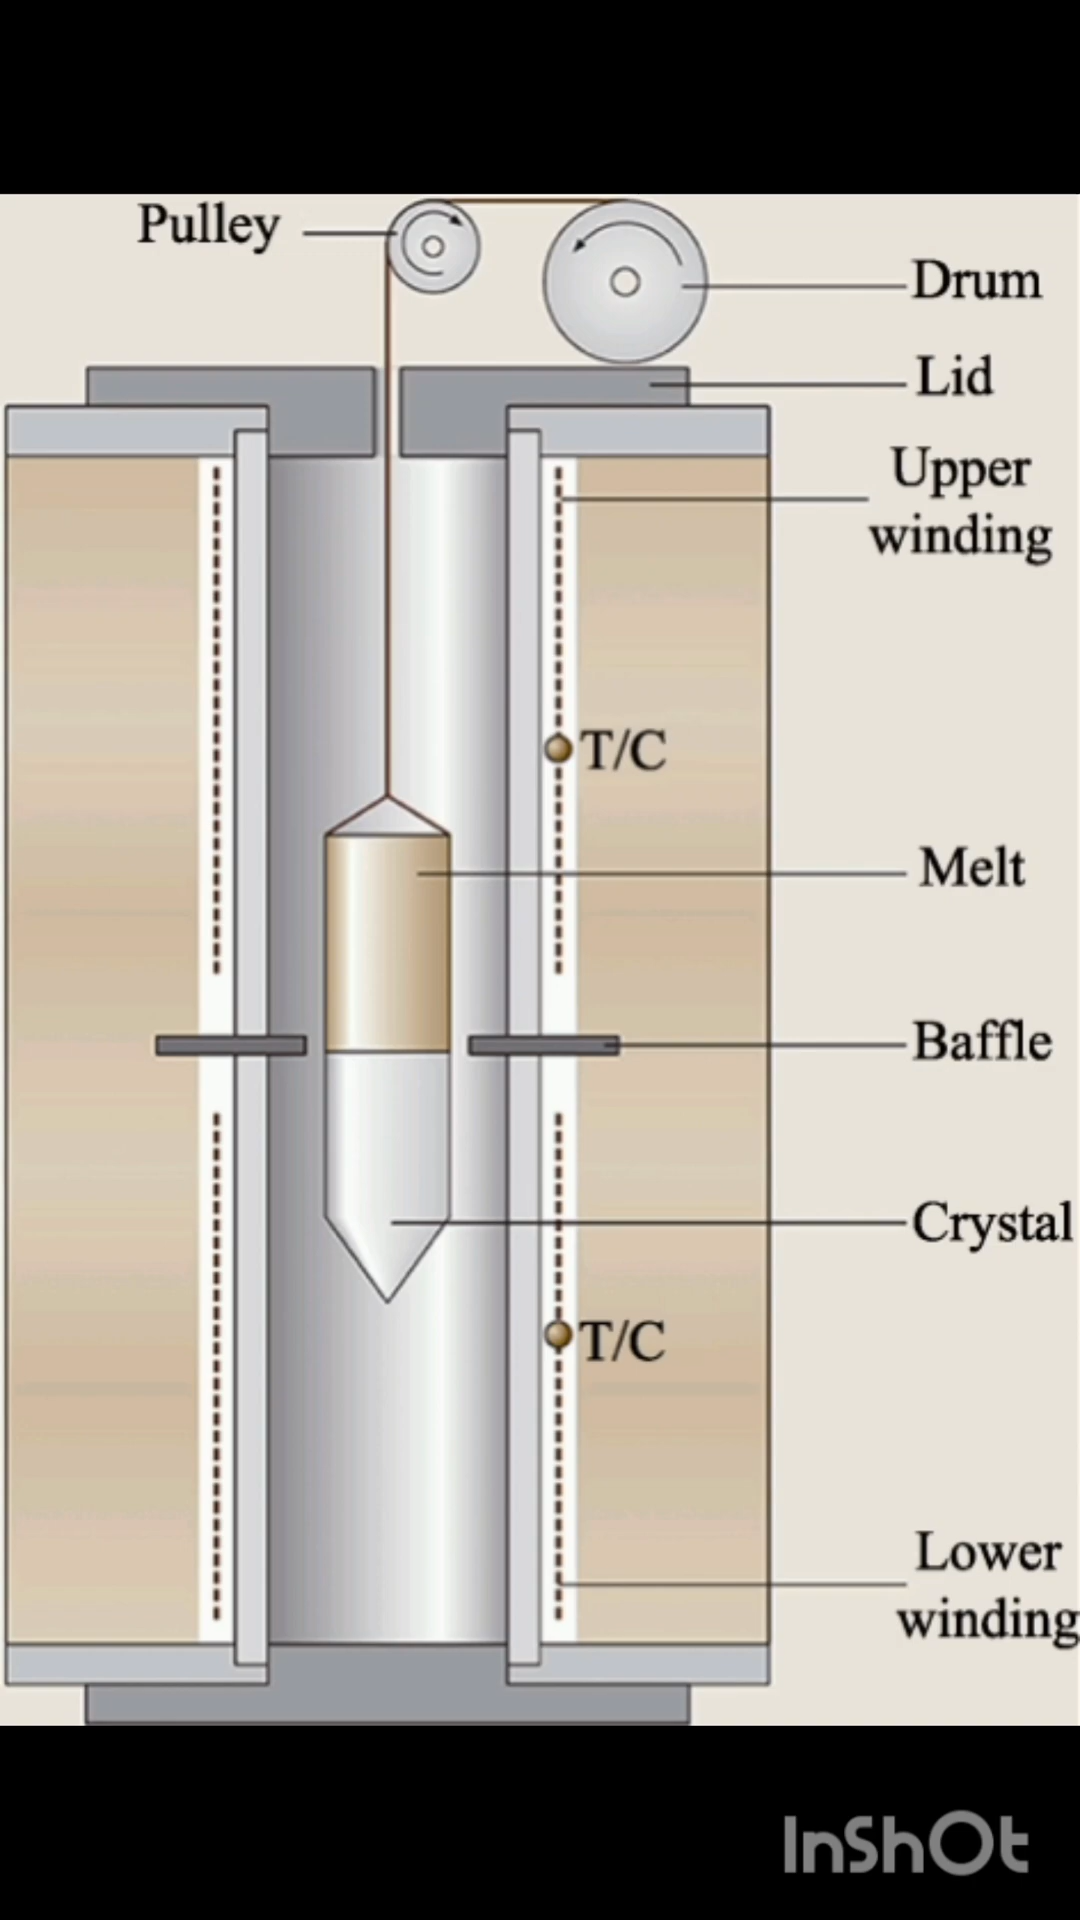 Pulley
Drum
Lid
Upper
winding
T/C
Melt
Baffle
Crystal
T/C
Lower
winding
InShOt